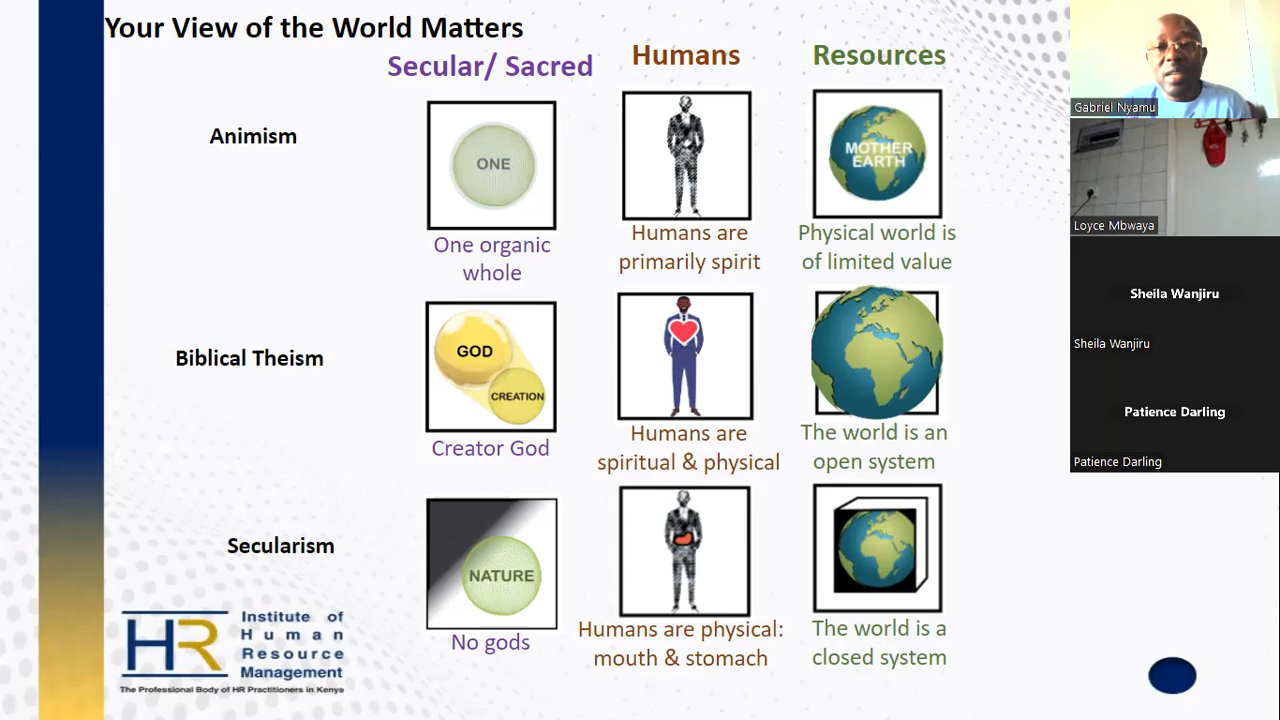 Your View of the World Matters
Secular/ Sacred
Humans
Resources
Animism
ONE
MOTHER
EARTH
One organic
whole
Humans are
primarily spirit
Physical world is
of limited value
Biblical Theism
GOD
CREATION
Creator God
Humans are
spiritual & physical
The world is an
open system
Secularism
NATURE
No gods
Humans are physical:
mouth & stomach
The world is a
closed system
HR
Institute of
Human
Resource
Management
The Professional Body of HR Practitioners in Kenya
Gabriel Nyamu
Loyce Mbwaya
Sheila Wanjiru
Sheila Wanjiru
Patience Darling
Patience Darling